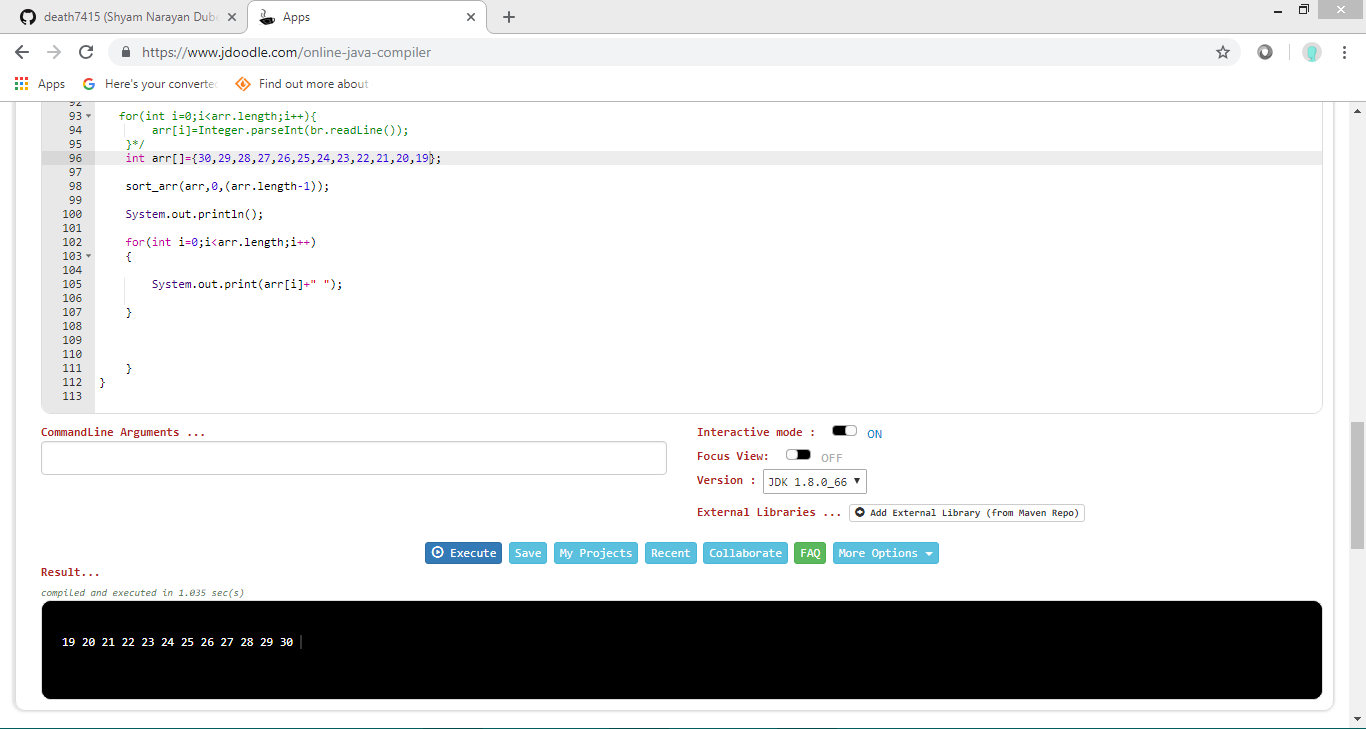 death7415 (Shyam Narayan Dub
Apps
https://www.jdoodle.com/online-java-compiler
Apps
Here's your converted
Find out more about
92
93 for(int i=0;i<arr.length;i++){
94 arr[i]=Integer.parseInt(br.readLine());
95 }*/
96 int arr[]={30,29,28,27,26,25,24,23,22,21,20,19};
97
98 sort_arr(arr,0,(arr.length-1));
99
100 System.out.println();
101
102 for(int i=0;i<arr.length;i++)
103 {
104
105 System.out.print(arr[i]+" ");
106
107 }
108
109
110
111 }
112 }
113
CommandLine Arguments ...
Interactive mode : ON
Focus View: OFF
Version : JDK 1.8.0_66
External Libraries ... Add External Library (from Maven Repo)
Execute Save My Projects Recent Collaborate FAQ More Options
Result...
compiled and executed in 1.035 sec(s)
19 20 21 22 23 24 25 26 27 28 29 30